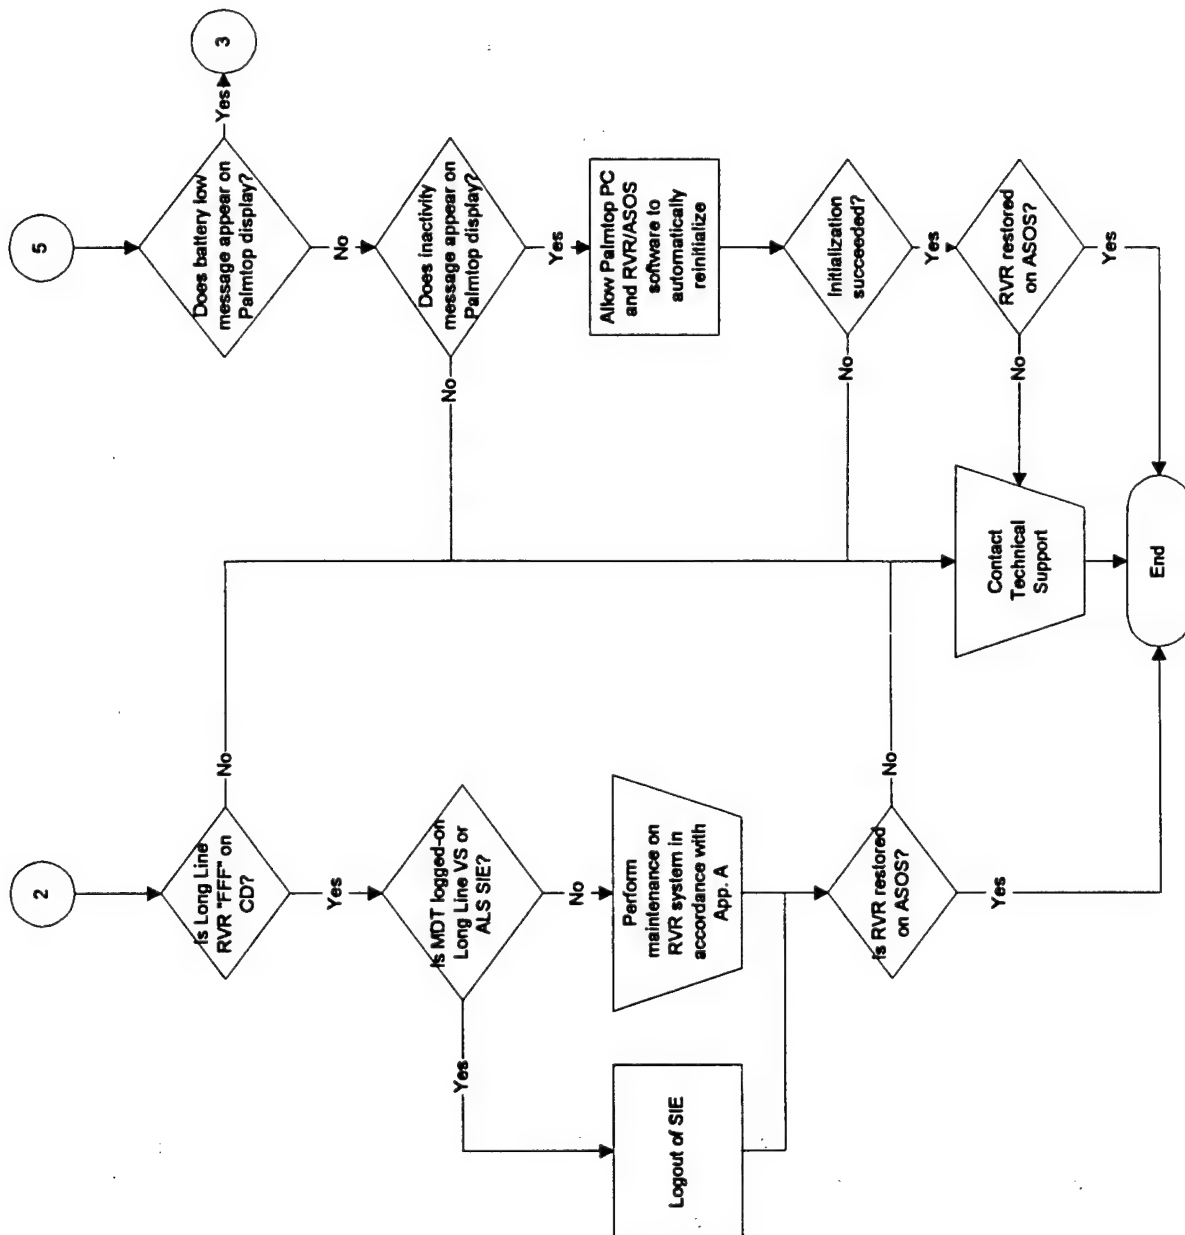 2
Is Long Line
RVR "FFF" on
CD?
No
Yes
Is MDT logged-on
Long Line VS or
ALS SIE?
Yes
No
Logout of SIE
Perform
maintenance on
RVR system in
accordance with
App. A
Is RVR restored
on ASOS?
No
Yes
5
Does battery low
message appear on
Palmtop display?
Yes
3
No
Does inactivity
message appear on
Palmtop display?
No
Yes
Allow Palmtop PC
and RVR/ASOS
software to
automatically
reinitialize
Initialization
succeeded?
No
Yes
RVR restored
on ASOS?
No
Yes
Contact
Technical
Support
End